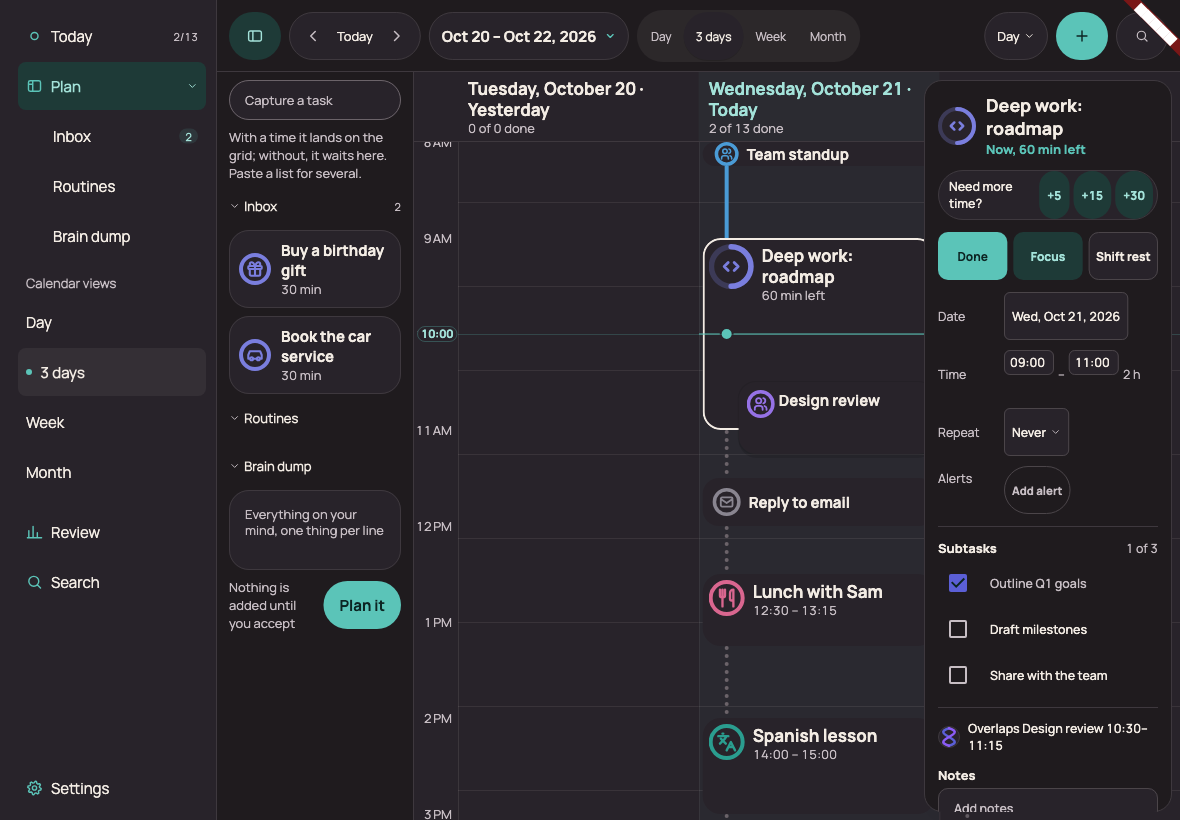 Today
2/13
Plan
Inbox
2
Routines
Brain dump
Calendar views
Day
3 days
Week
Month
Review
Search
Settings
Today
Oct 20 – Oct 22, 2026
Day
3 days
Week
Month
Day
+
Capture a task
With a time it lands on the
grid; without, it waits here.
Paste a list for several.
Inbox
2
Buy a birthday
gift
30 min
Book the car
service
30 min
Routines
Brain dump
Everything on your
mind, one thing per line
Nothing is
added until
you accept
Plan it
Tuesday, October 20 ·
Yesterday
0 of 0 done
Wednesday, October 21 ·
Today
2 of 13 done
8 AM
9 AM
10:00
11 AM
12 PM
1 PM
2 PM
3 PM
Team standup
Deep work:
roadmap
60 min left
Design review
Reply to email
Lunch with Sam
12:30 – 13:15
Spanish lesson
14:00 – 15:00
Deep work:
roadmap
Now, 60 min left
Need more
time?
+5
+15
+30
Done
Focus
Shift rest
Date
Wed, Oct 21, 2026
Time
09:00
–
11:00
2 h
Repeat
Never
Alerts
Add alert
Subtasks
1 of 3
Outline Q1 goals
Draft milestones
Share with the team
Overlaps Design review 10:30–
11:15
Notes
Add notes